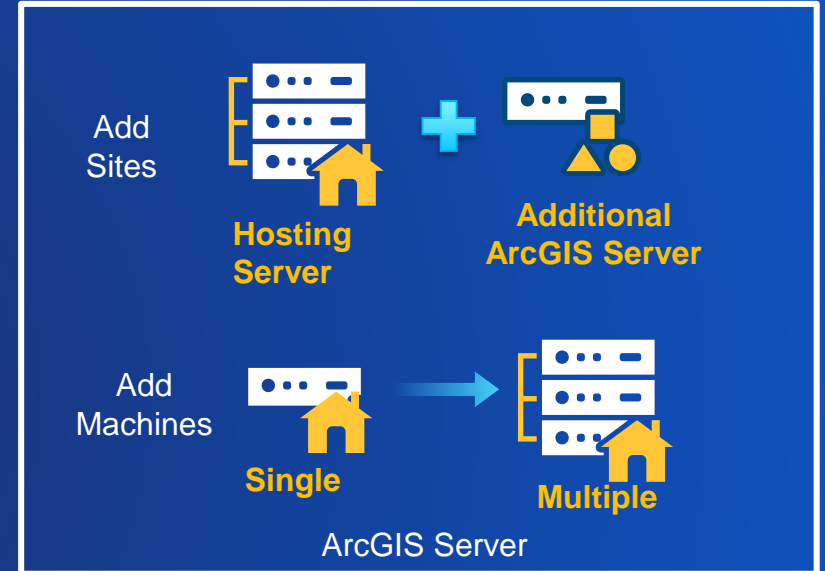 Add
Sites
Hosting
Server
Additional
ArcGIS Server
Add
Machines
Single
Multiple
ArcGIS Server